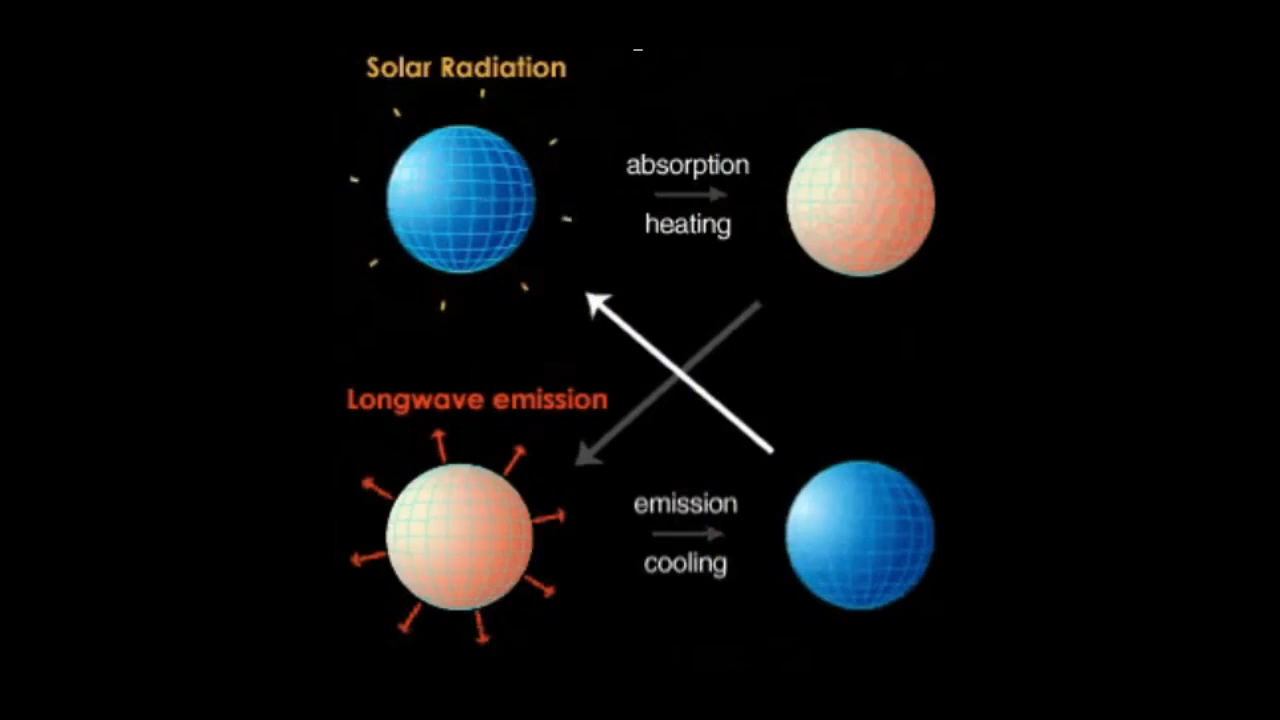 Solar Radiation
absorption
heating
Longwave emission
emission
cooling